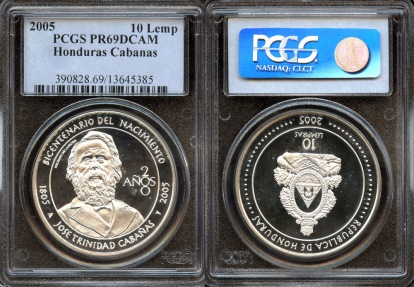 2005 10 Lemp
PCGS PR69DCAM
Honduras Cabanas
390828.69/13645385
BICENTENARIO DEL NACIMIENTO
200
AÑOS
1805 JOSÉ TRINIDAD CABAÑAS 2005
PCGS
NASDAQ: CLCT
REPUBLICA DE HONDURAS
2005
10
LEMPIRAS